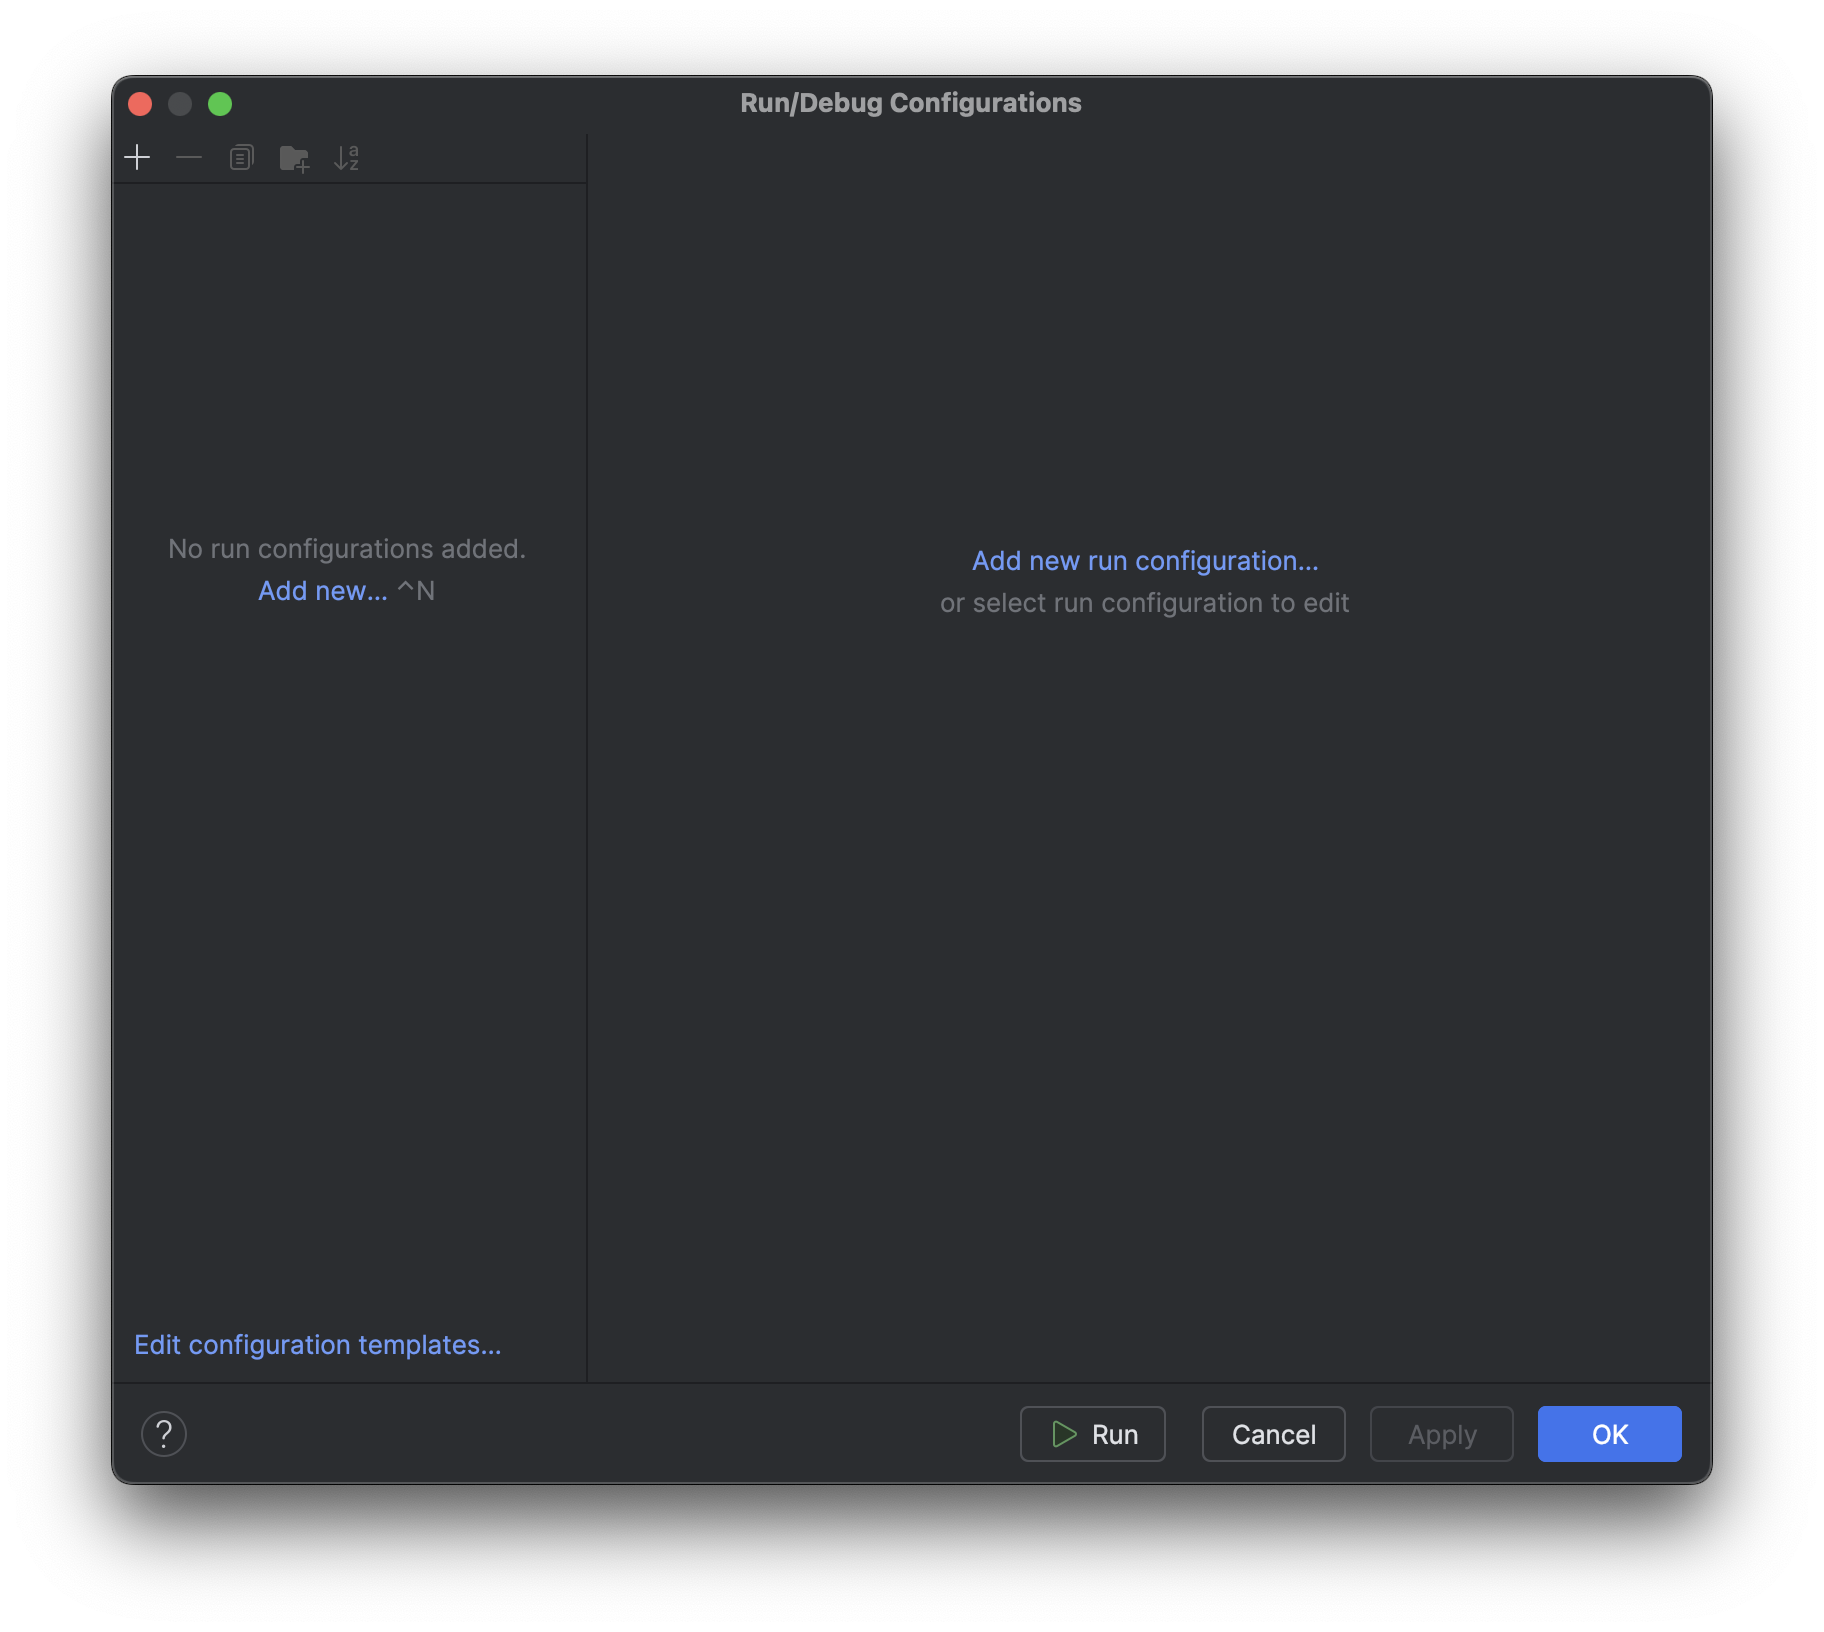 Run/Debug Configurations
No run configurations added.
Add new... ^N
Add new run configuration...
or select run configuration to edit
Edit configuration templates...
?
Run
Cancel
Apply
OK